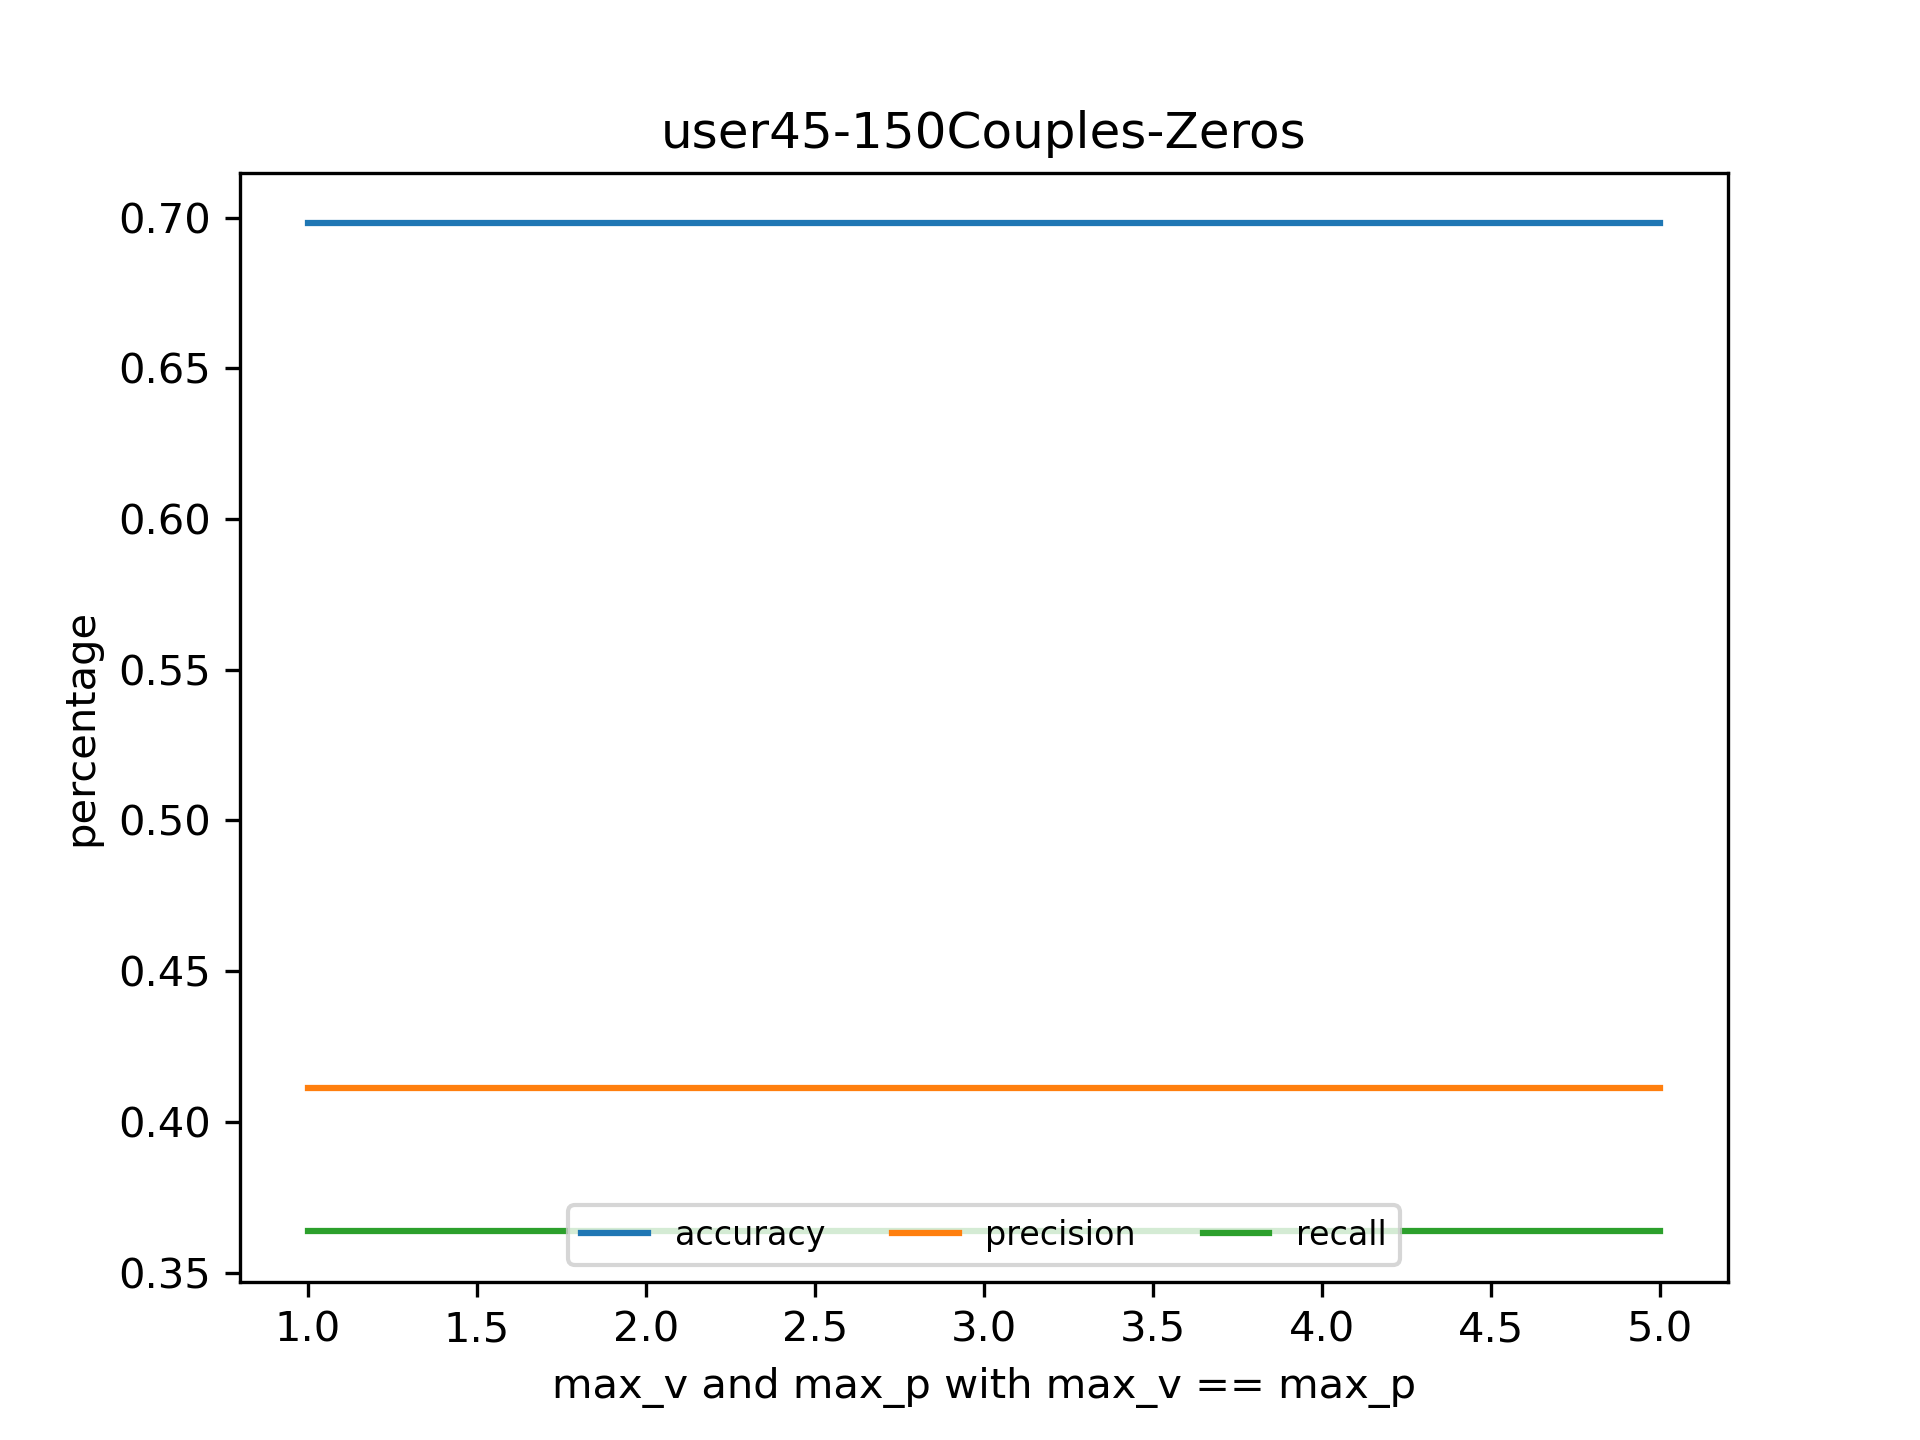 user45-150Couples-Zeros
0.70
0.65
0.60
0.55
0.50
0.45
0.40
0.35
percentage
accuracy precision recall
1.0 1.5 2.0 2.5 3.0 3.5 4.0 4.5 5.0
max_v and max_p with max_v == max_p